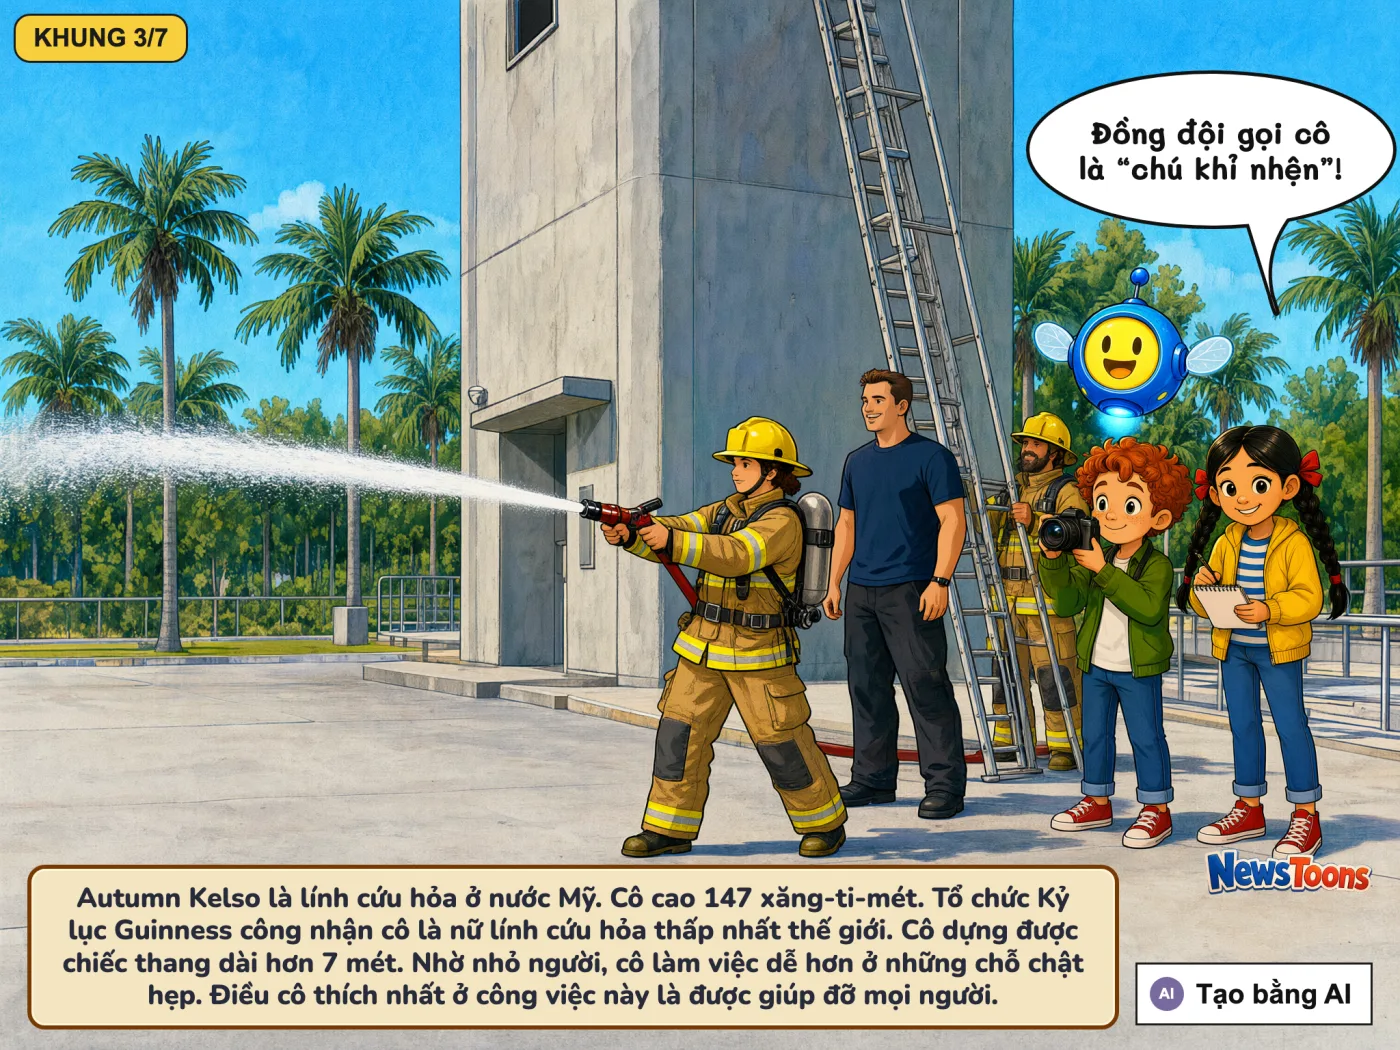 KHUNG 3/7
Đồng đội gọi cô
là “chú khỉ nhện”!
NewsToons
Autumn Kelso là lính cứu hỏa ở nước Mỹ. Cô cao 147 xăng-ti-mét. Tổ chức Kỷ
lục Guinness công nhận cô là nữ lính cứu hỏa thấp nhất thế giới. Cô dựng được
chiếc thang dài hơn 7 mét. Nhờ nhỏ người, cô làm việc dễ hơn ở những chỗ chật
hẹp. Điều cô thích nhất ở công việc này là được giúp đỡ mọi người.
AI Tạo bằng AI